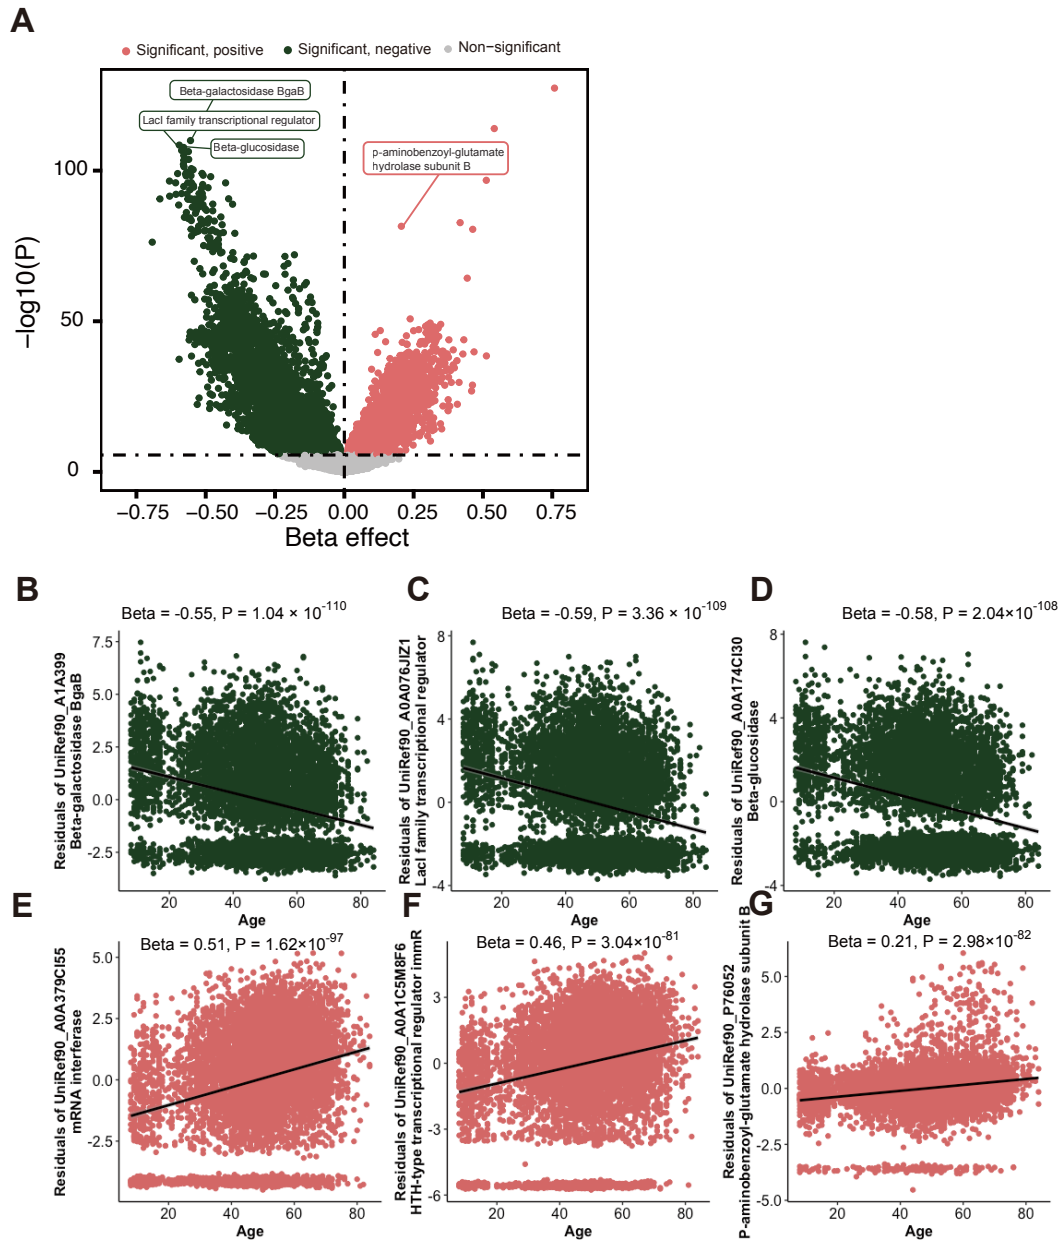 A
Significant, positive
Significant, negative
Non−significant
Beta-galactosidase BgaB
LacI family transcriptional regulator
Beta-glucosidase
p-aminobenzoyl-glutamate
hydrolase subunit B
−log10(P)
100
50
0
−0.75 −0.50 −0.25 0.00 0.25 0.50 0.75
Beta effect
B
Beta = -0.55, P = 1.04 × 10^-110
Residuals of UniRef90_A1A399
Beta-galactosidase BgaB
7.5
5.0
2.5
0.0
-2.5
20 40 60 80
Age
C
Beta = -0.59, P = 3.36 × 10^-109
Residuals of UniRef90_A0A076JIZ1
LacI family transcriptional regulator
8
4
0
-4
20 40 60 80
Age
D
Beta = -0.58, P = 2.04×10^-108
Residuals of UniRef90_A0A174CI30
Beta-glucosidase
8
4
0
-4
20 40 60 80
Age
E
Beta = 0.51, P = 1.62×10^-97
Residuals of UniRef90_A0A379CI55
mRNA interferase
5.0
2.5
0.0
-2.5
20 40 60 80
Age
F
Beta = 0.46, P = 3.04×10^-81
Residuals of UniRef90_A0A1C5M8F6
HTH-type transcriptional regulator immR
3
0
-3
-6
20 40 60 80
Age
G
Beta = 0.21, P = 2.98×10^-82
Residuals of UniRef90_P76052
P-aminobenzoyl-glutamate hydrolase subunit B
5.0
2.5
0.0
-2.5
-5.0
20 40 60 80
Age